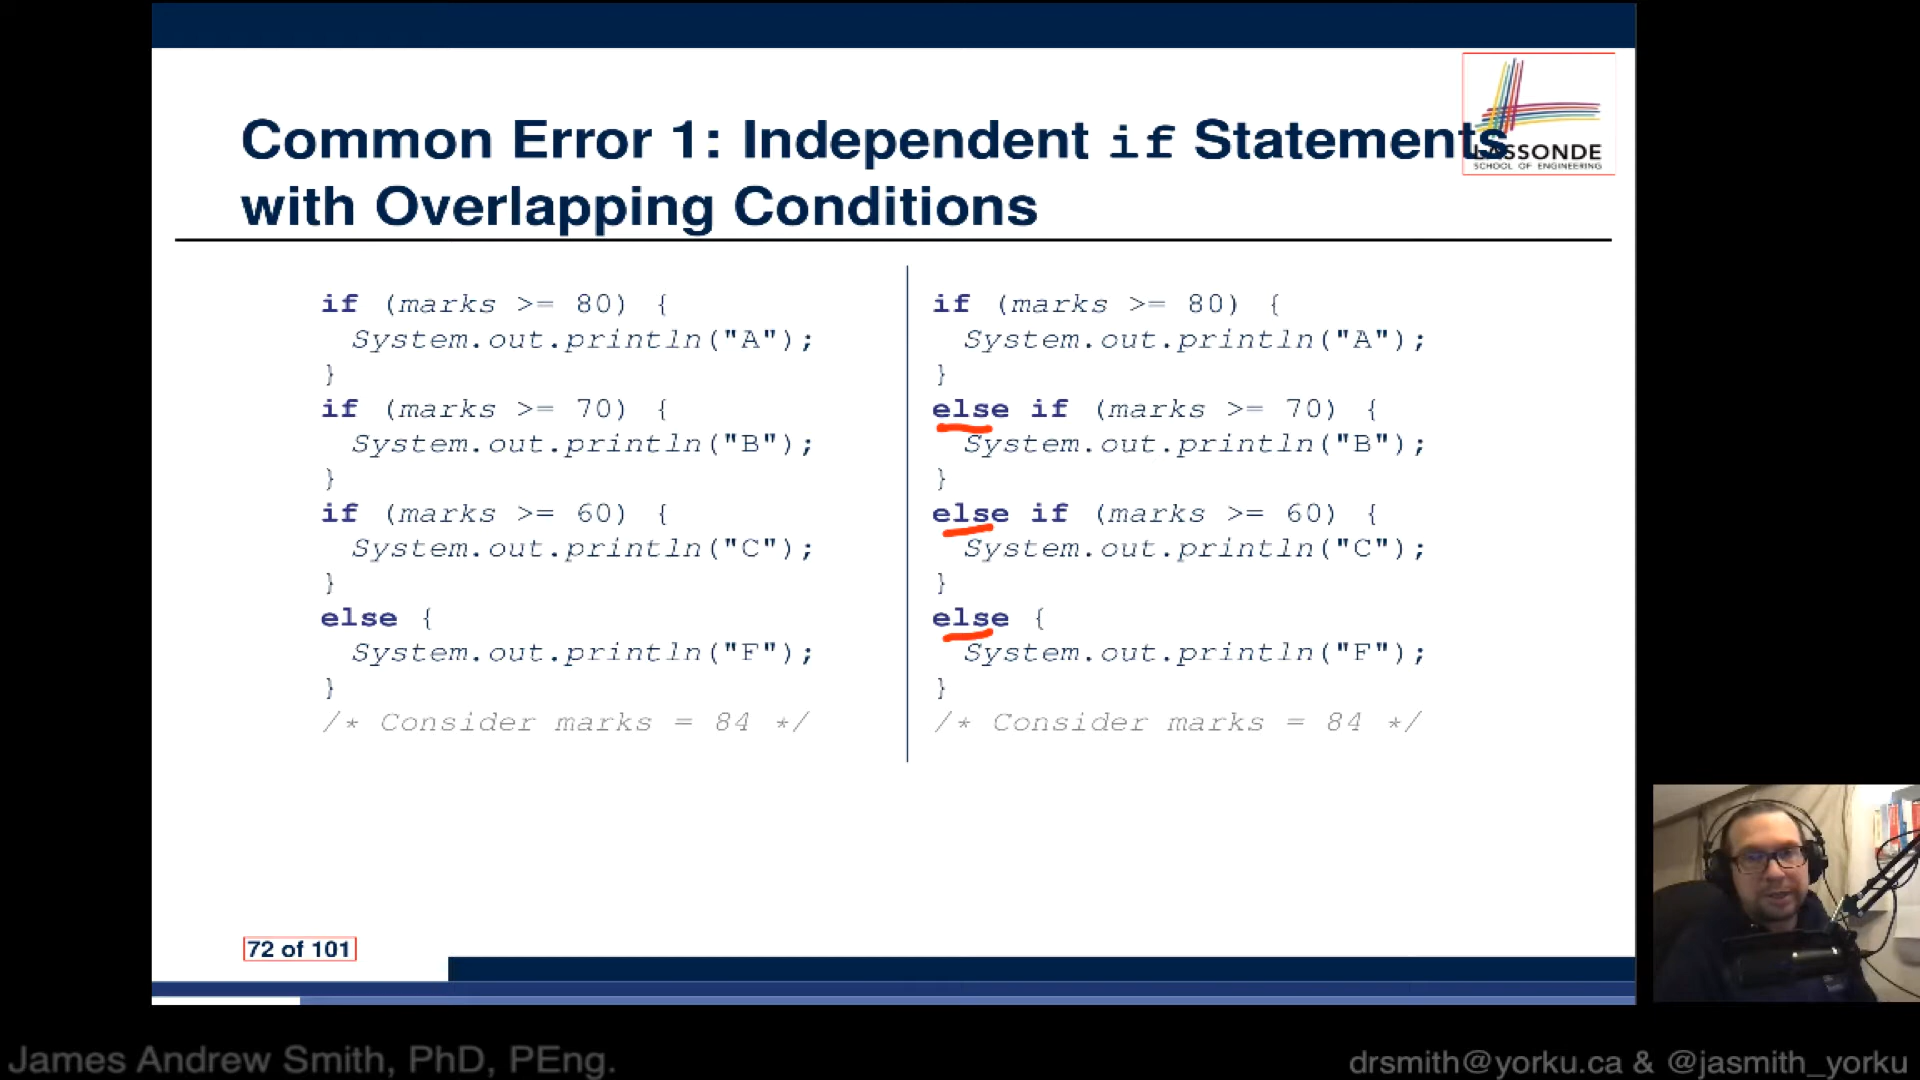 Common Error 1: Independent if Statements
with Overlapping Conditions
LASSONDE
SCHOOL OF ENGINEERING
if (marks >= 80) {
System.out.println("A");
}
if (marks >= 70) {
System.out.println("B");
}
if (marks >= 60) {
System.out.println("C");
}
else {
System.out.println("F");
}
/* Consider marks = 84 */
if (marks >= 80) {
System.out.println("A");
}
else if (marks >= 70) {
System.out.println("B");
}
else if (marks >= 60) {
System.out.println("C");
}
else {
System.out.println("F");
}
/* Consider marks = 84 */
72 of 101
James Andrew Smith, PhD, PEng.
drsmith@yorku.ca & @jasmith_yorku